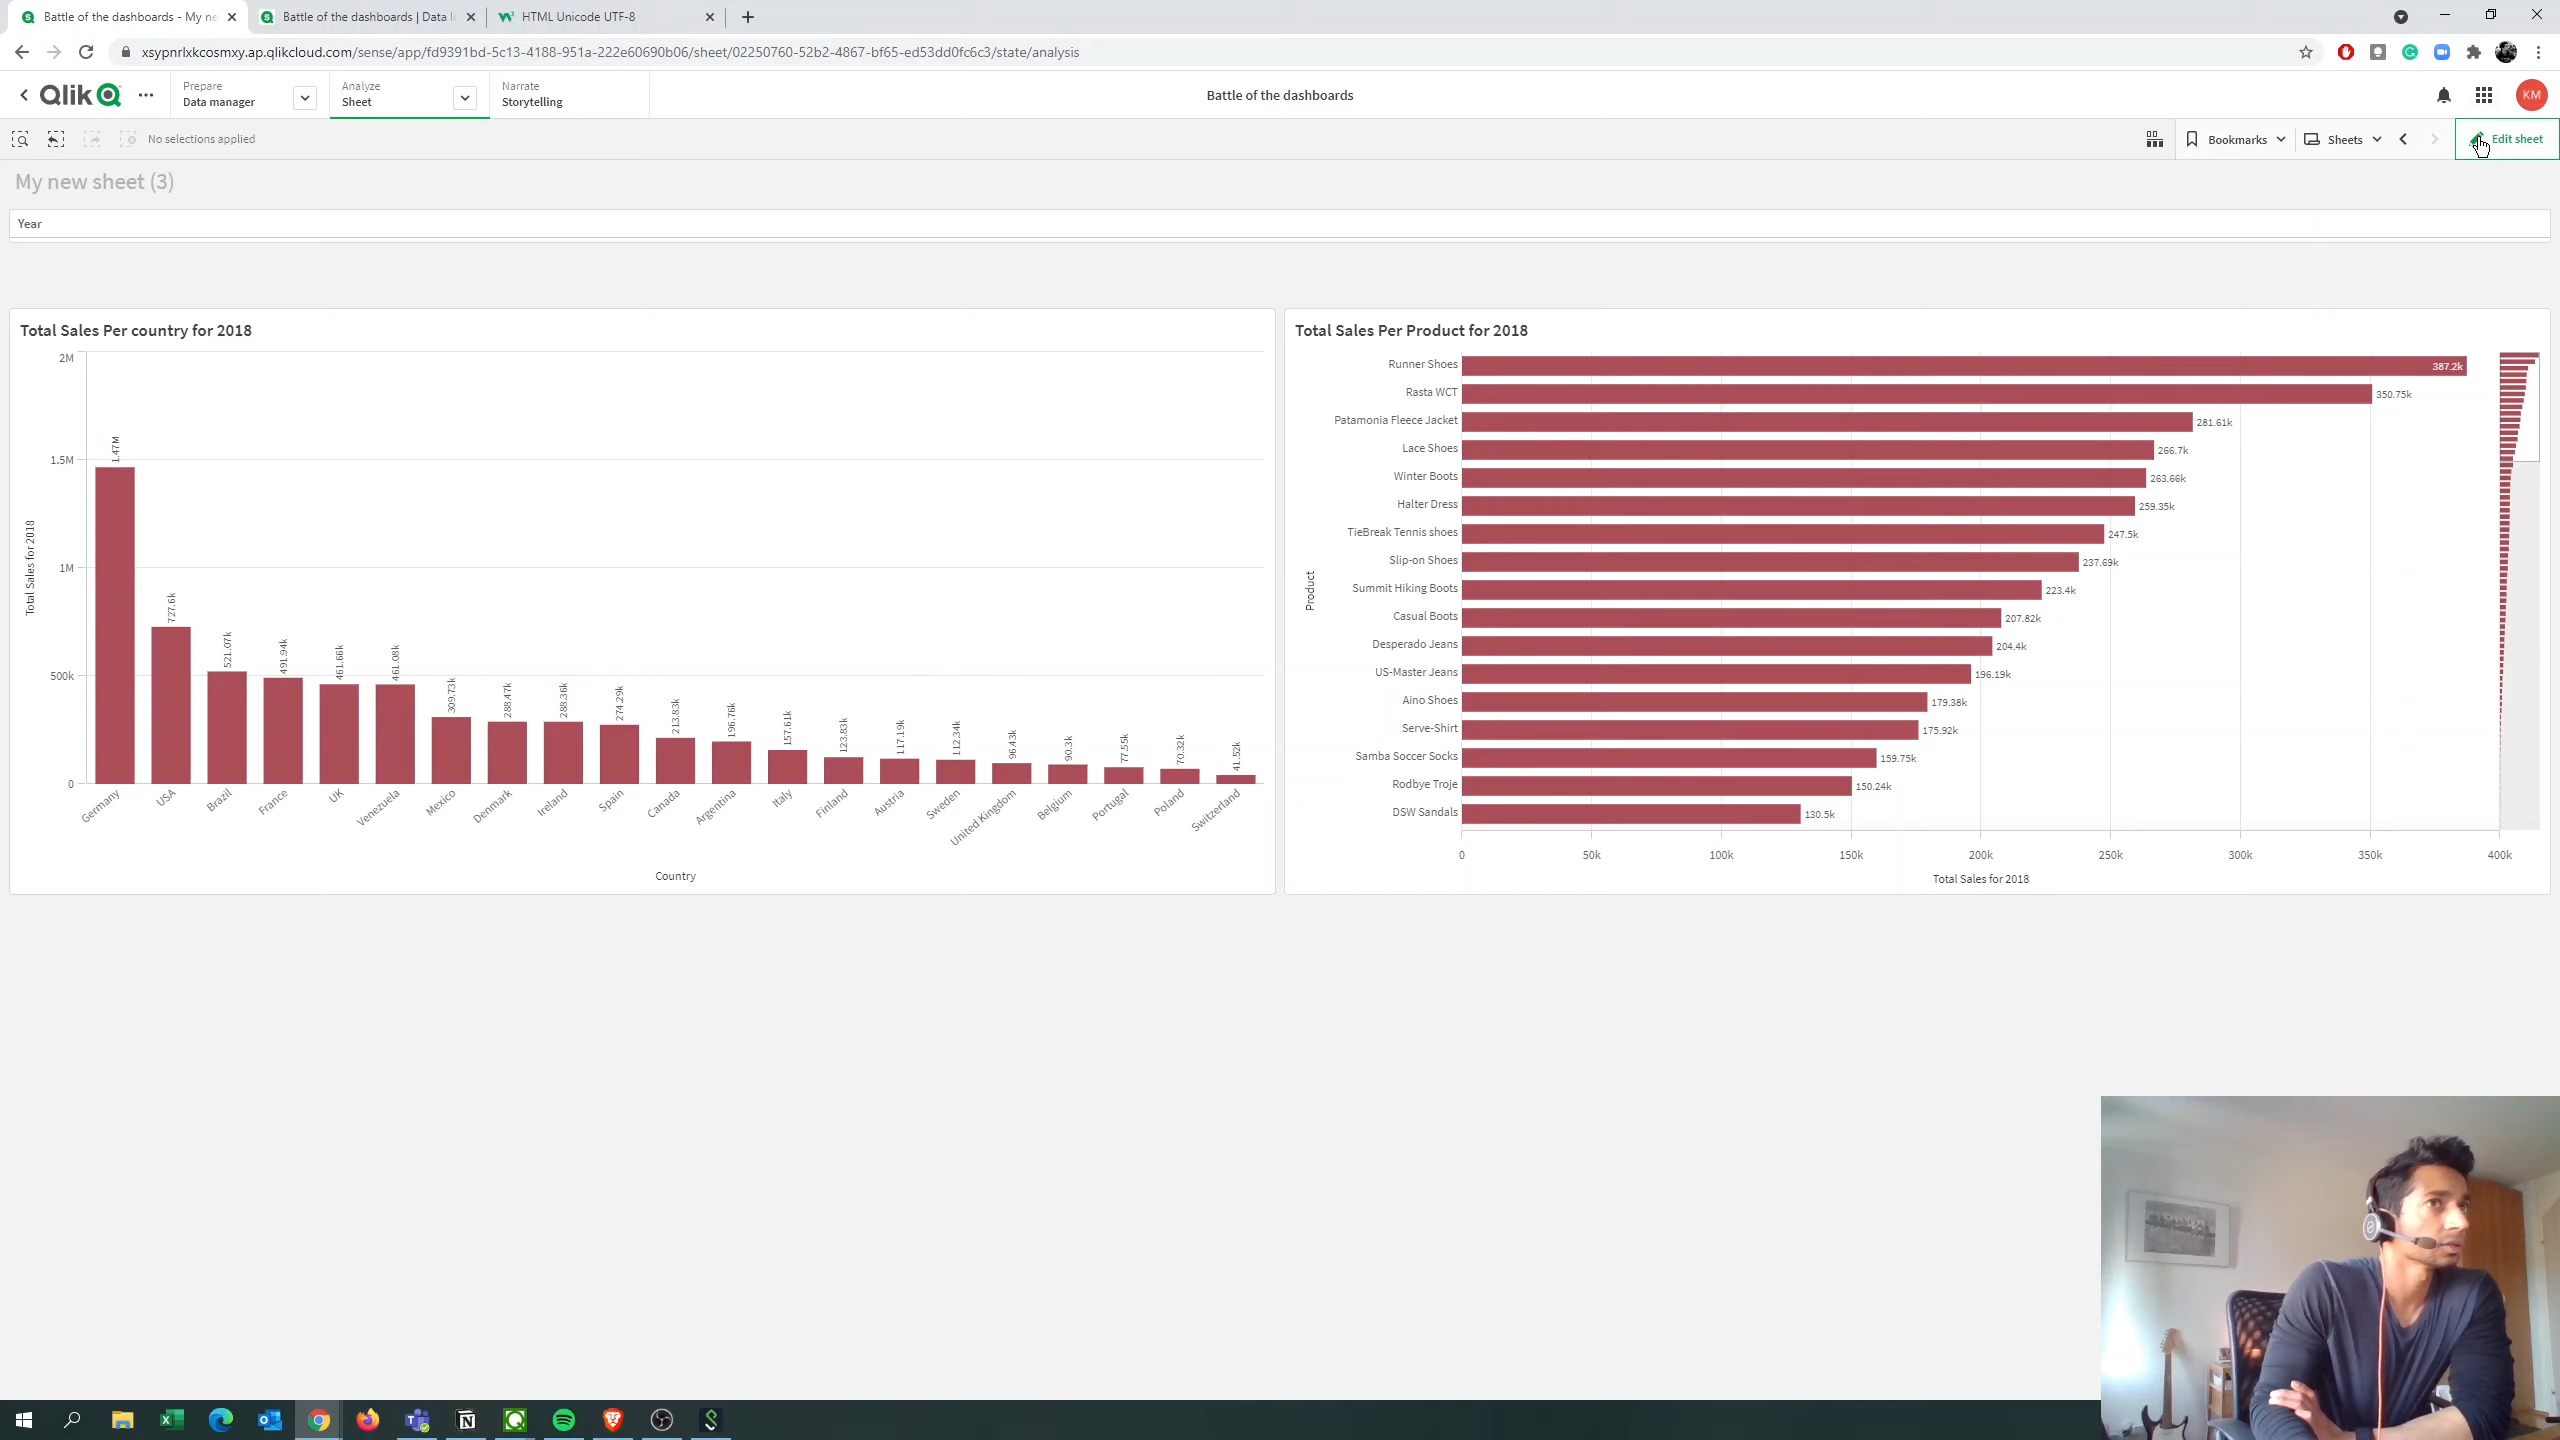 Battle of the dashboards - My ne
Battle of the dashboards | Data lo
HTML Unicode UTF-8
xsypnrlxkcosmxy.ap.qlikcloud.com/sense/app/fd9391bd-5c13-4188-951a-222e60690b06/sheet/02250760-52b2-4867-bf65-ed53dd0fc6c3/state/analysis
Qlik
Prepare
Data manager
Analyze
Sheet
Narrate
Storytelling
Battle of the dashboards
KM
No selections applied
Bookmarks
Sheets
Edit sheet
My new sheet (3)
Year
Total Sales Per country for 2018
Total Sales for 2018
2M
1.5M
1M
500k
0
1.47M
727.6k
521.07k
491.94k
461.66k
461.08k
309.73k
288.47k
288.36k
274.29k
213.83k
196.76k
157.61k
123.83k
117.19k
112.34k
96.43k
90.3k
77.55k
70.32k
41.52k
Germany
USA
Brazil
France
UK
Venezuela
Mexico
Denmark
Ireland
Spain
Canada
Argentina
Italy
Finland
Austria
Sweden
United Kingdom
Belgium
Portugal
Poland
Switzerland
Country
Total Sales Per Product for 2018
Product
Runner Shoes 387.2k
Rasta WCT 350.75k
Patamonia Fleece Jacket 281.61k
Lace Shoes 266.7k
Winter Boots 263.66k
Halter Dress 259.35k
TieBreak Tennis shoes 247.5k
Slip-on Shoes 237.69k
Summit Hiking Boots 223.4k
Casual Boots 207.82k
Desperado Jeans 204.4k
US-Master Jeans 196.19k
Aino Shoes 179.38k
Serve-Shirt 175.92k
Samba Soccer Socks 159.75k
Rodbye Troje 150.24k
DSW Sandals 130.5k
0 50k 100k 150k 200k 250k 300k 350k 400k
Total Sales for 2018